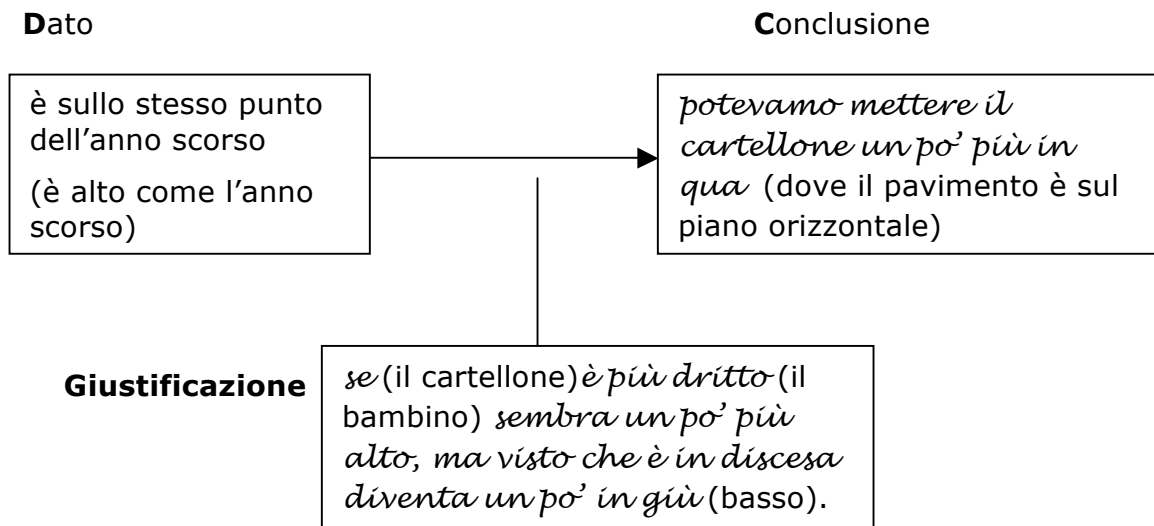 Dato
Conclusione
è sullo stesso punto
dell’anno scorso
(è alto come l’anno
scorso)
potevamo mettere il
cartellone un po’ più in
qua (dove il pavimento è sul
piano orizzontale)
Giustificazione
se (il cartellone) è più dritto (il
bambino) sembra un po’ più
alto, ma visto che è in discesa
diventa un po’ in giù (basso).